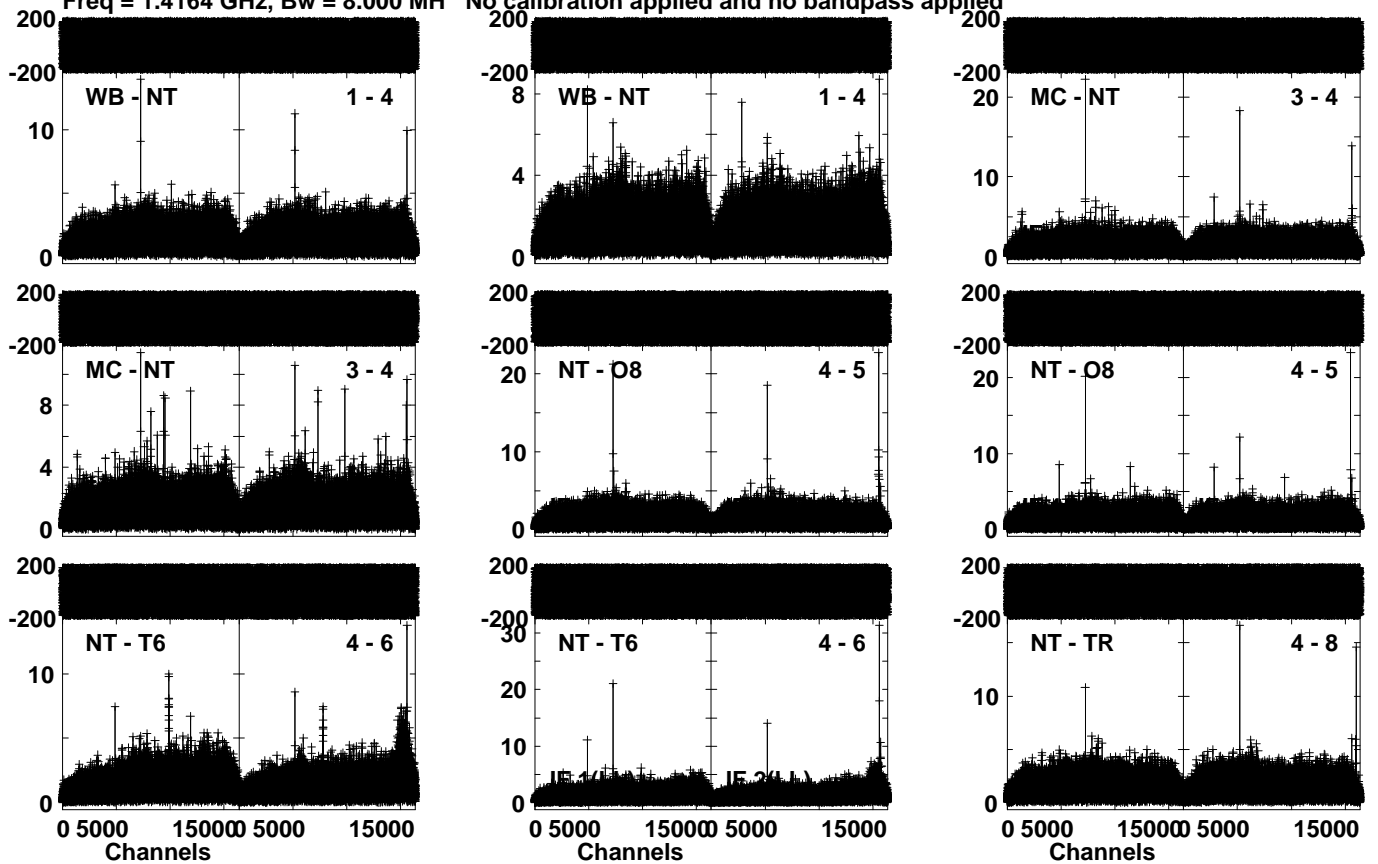 Freq = 1.4164 GHz, Bw = 8.000 MH No calibration applied and no bandpass applied
200 200 200
-200 -200 -200
WB - NT 1 - 4 WB - NT 1 - 4 MC - NT 3 - 4
10 8 20
4 10
0 0 0
200 200 200
-200 -200 -200
MC - NT 3 - 4 NT - O8 4 - 5 NT - O8 4 - 5
8 20 20
4 10 10
0 0 0
200 200 200
-200 -200 -200
NT - T6 4 - 6 NT - T6 4 - 6 NT - TR 4 - 8
10 30 10
20
10
IF 1(LL) IF 2(LL)
0 0 0
0 5000 15000 0 5000 15000 0 5000 15000 0 5000 15000 0 5000 15000 0 5000 15000
Channels Channels Channels